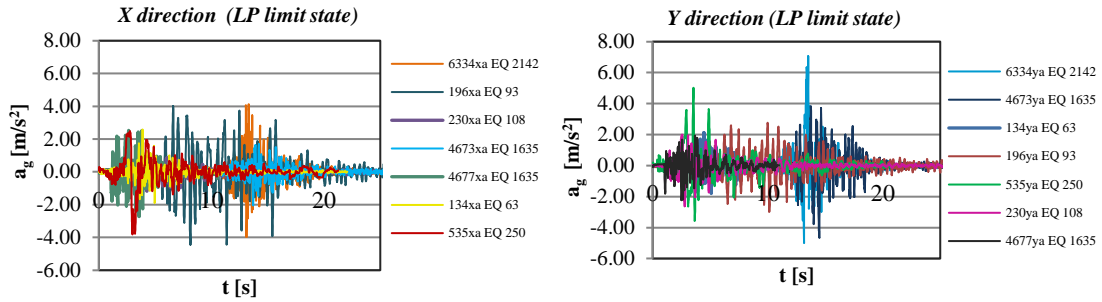 X direction (LP limit state)
8.00
6.00
4.00
2.00
0.00
-2.00
-4.00
-6.00
ag [m/s²]
0
10
20
t [s]
6334xa EQ 2142
196xa EQ 93
230xa EQ 108
4673xa EQ 1635
4677xa EQ 1635
134xa EQ 63
535xa EQ 250
Y direction (LP limit state)
8.00
6.00
4.00
2.00
0.00
-2.00
-4.00
-6.00
ag [m/s²]
0
10
20
t [s]
6334ya EQ 2142
4673ya EQ 1635
134ya EQ 63
196ya EQ 93
535ya EQ 250
230ya EQ 108
4677ya EQ 1635